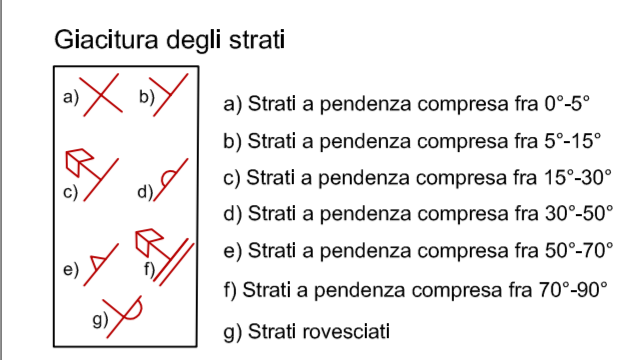 Giacitura degli strati
a)
b)
c)
d)
e)
f)
g)
a) Strati a pendenza compresa fra 0°-5°
b) Strati a pendenza compresa fra 5°-15°
c) Strati a pendenza compresa fra 15°-30°
d) Strati a pendenza compresa fra 30°-50°
e) Strati a pendenza compresa fra 50°-70°
f) Strati a pendenza compresa fra 70°-90°
g) Strati rovesciati